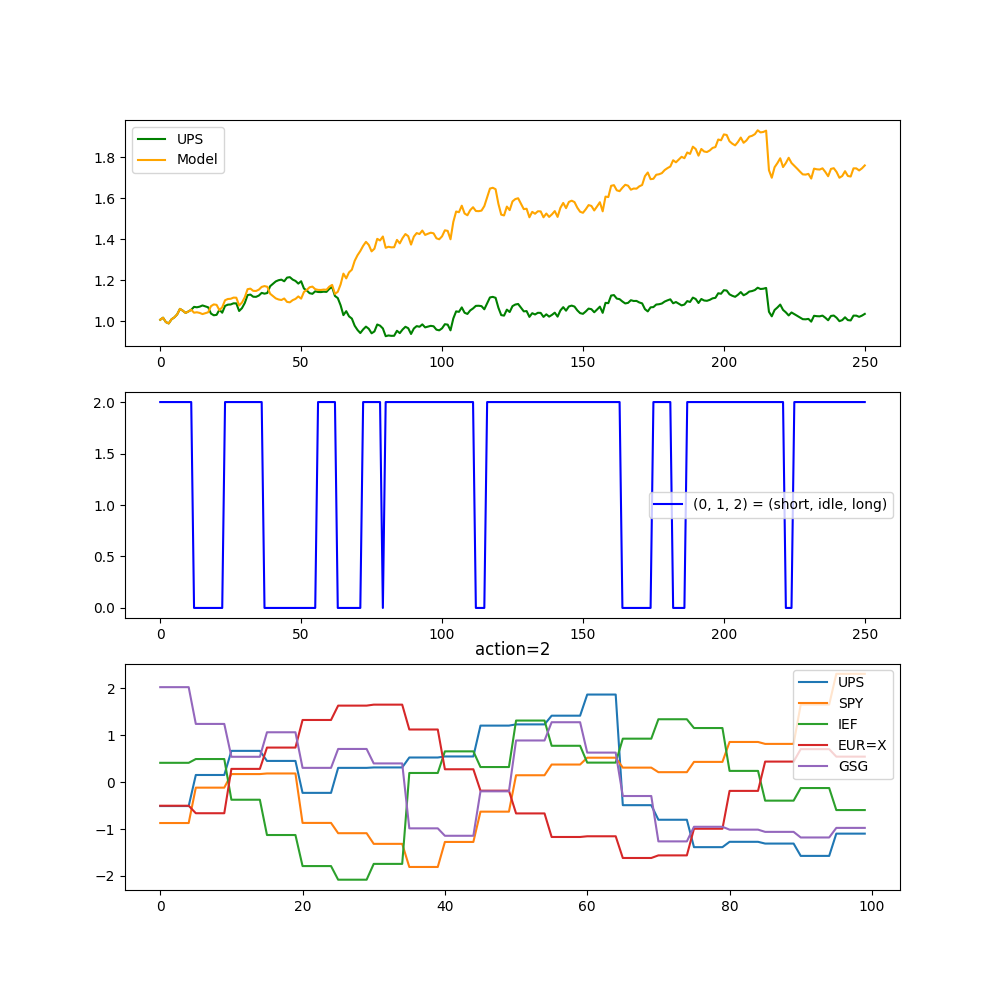 UPS
Model
1.8
1.6
1.4
1.2
1.0
0 50 100 150 200 250
2.0
1.5
1.0
0.5
0.0
(0, 1, 2) = (short, idle, long)
0 50 100 150 200 250
action=2
UPS
SPY
IEF
EUR=X
GSG
2
1
0
−1
−2
0 20 40 60 80 100